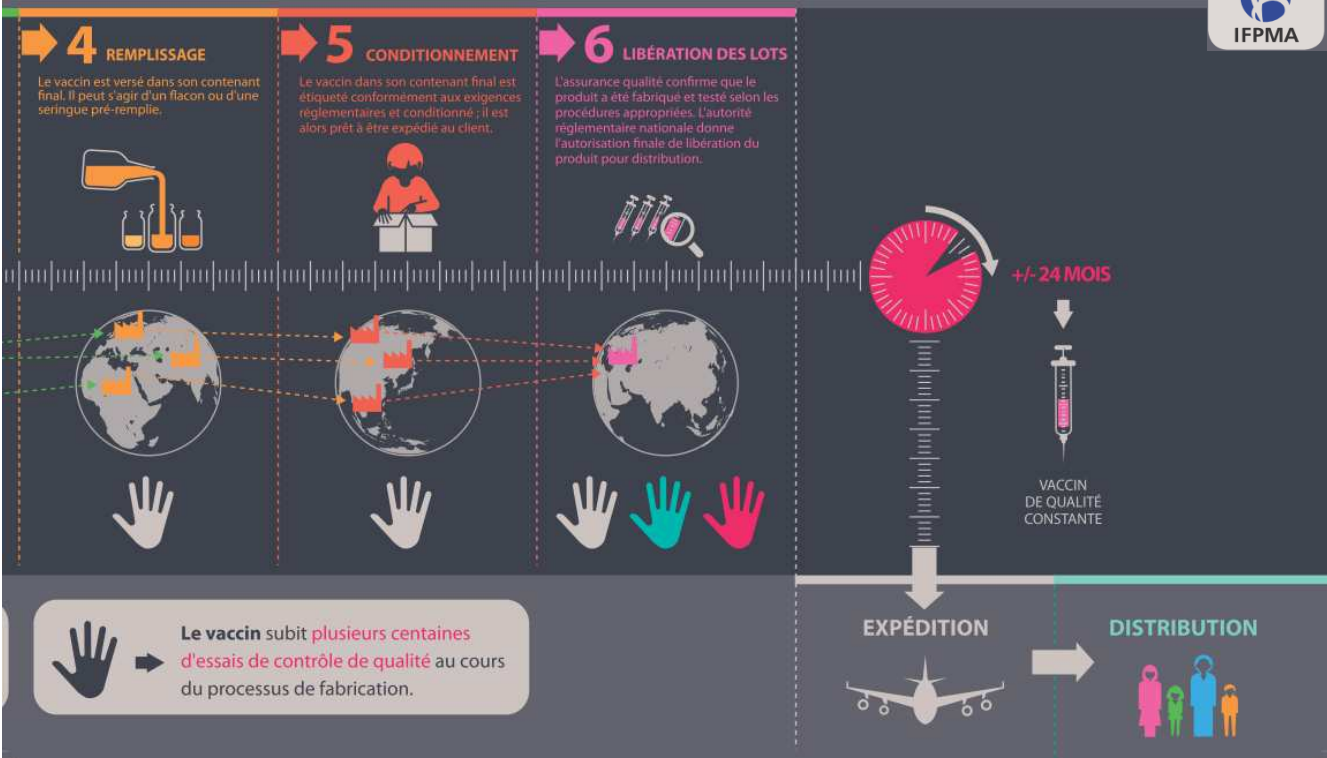 IFPMA
4 REMPLISSAGE
Le vaccin est versé dans son contenant
final. Il peut s'agir d'un flacon ou d'une
seringue pré-remplie.
5 CONDITIONNEMENT
Le vaccin dans son contenant final est
étiqueté conformément aux exigences
réglementaires et conditionné ; il est
alors prêt à être expédié au client.
6 LIBÉRATION DES LOTS
L'assurance qualité confirme que le
produit a été fabriqué et testé selon les
procédures appropriées. L'autorité
réglementaire nationale donne
l'autorisation finale de libération du
produit pour distribution.
+/- 24 MOIS
VACCIN
DE QUALITÉ
CONSTANTE
Le vaccin subit plusieurs centaines
d'essais de contrôle de qualité au cours
du processus de fabrication.
EXPÉDITION
DISTRIBUTION